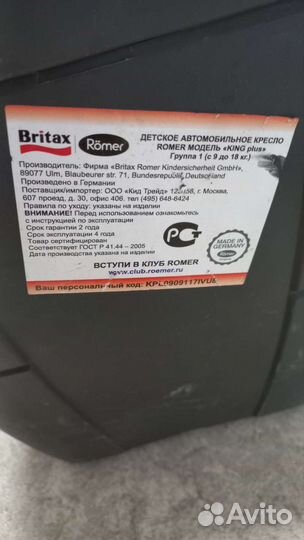 Britax Römer
ДЕТСКОЕ АВТОМОБИЛЬНОЕ КРЕСЛО
ROMER МОДЕЛЬ «KING plus»
Группа 1 (с 9 до 18 кг.)
Производитель: Фирма «Britax Romer Kindersicherheit GmbH»,
89077 Ulm, Blaubeurer str. 71, Bundesrepublik Deutschland
Произведено в Германии
Поставщик/импортер: ООО «Кид Трейд» г. Москва,
607 проезд, д. 30, офис 646, тел (495) 648-6424
Правила по уходу: указаны на изделии
ВНИМАНИЕ! Перед использованием ознакомьтесь
с инструкцией по эксплуатации
Срок гарантии 2 года
Срок эксплуатации 4 года
Товар сертифицирован
Соответствует ГОСТ Р 41.44 – 2005
Дата производства указана на изделии
РСТ
MADE IN
GERMANY
Römer
ВСТУПИ В КЛУБ ROMER
www.club.roemer.ru
Ваш персональный код:
Avito